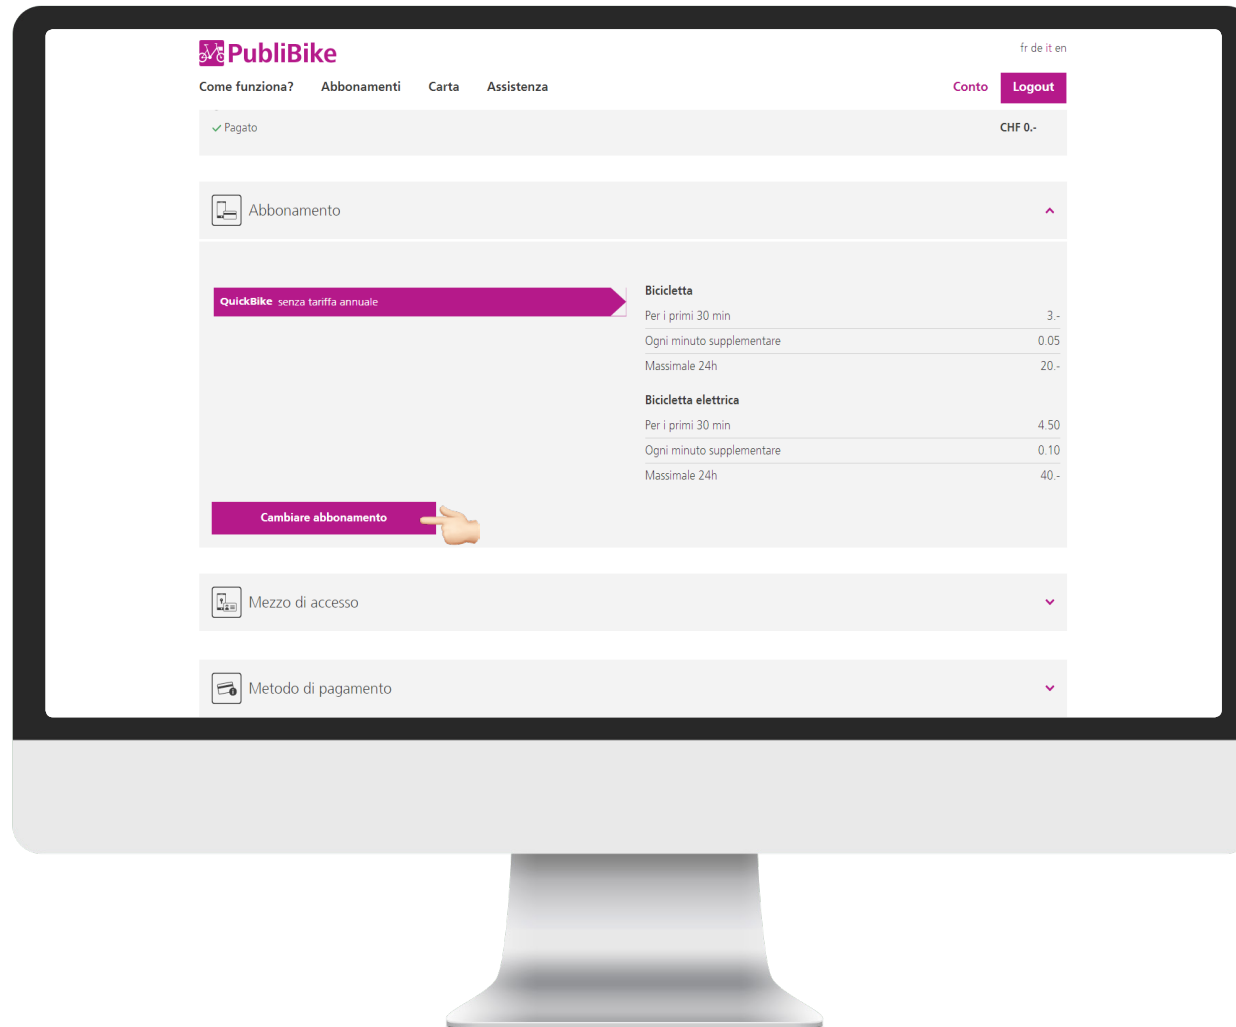 PubliBike
fr de it en
Come funziona? Abbonamenti Carta Assistenza Conto Logout
Pagato CHF 0.-
Abbonamento
QuickBike senza tariffa annuale
Bicicletta
Per i primi 30 min 3.-
Ogni minuto supplementare 0.05
Massimale 24h 20.-
Bicicletta elettrica
Per i primi 30 min 4.50
Ogni minuto supplementare 0.10
Massimale 24h 40.-
Cambiare abbonamento
Mezzo di accesso
Metodo di pagamento